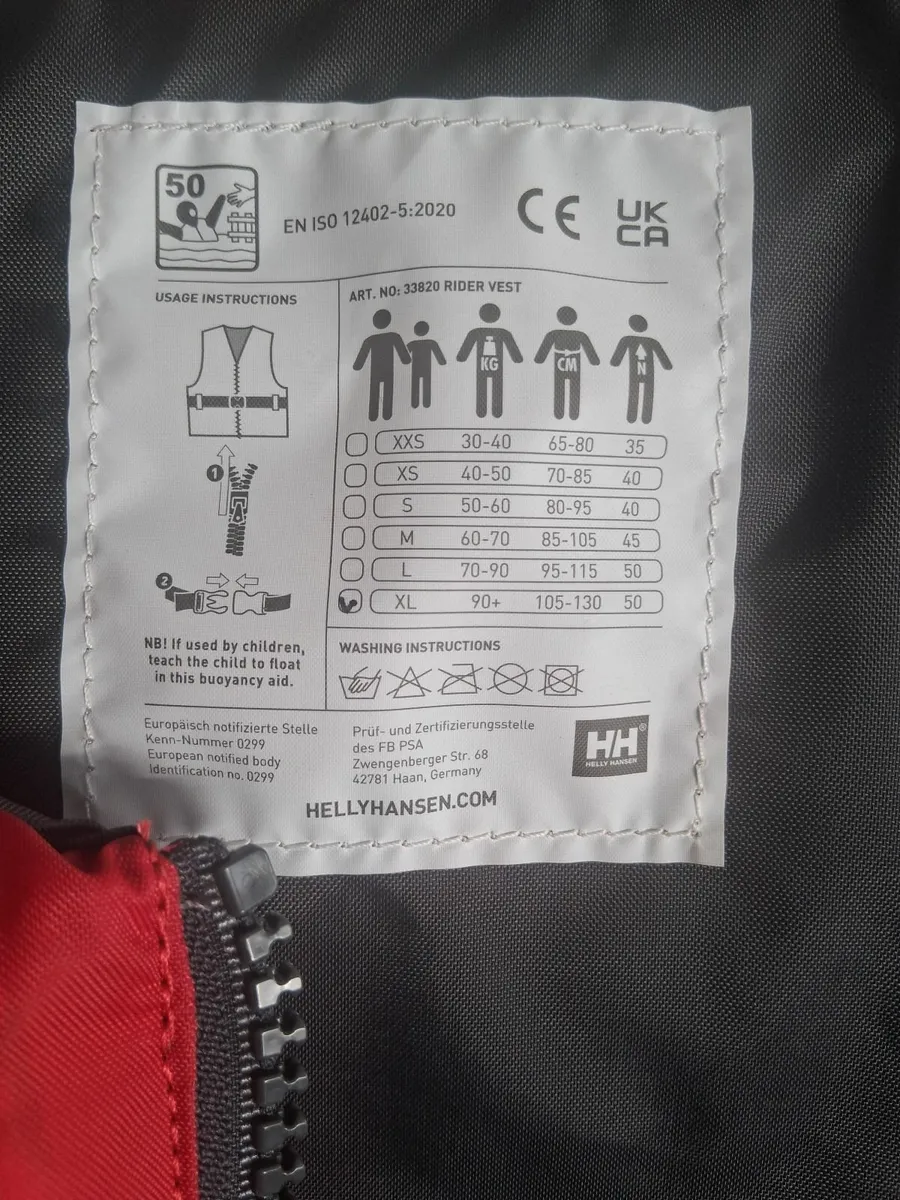 50
EN ISO 12402-5:2020
CE
UK
CA
USAGE INSTRUCTIONS
ART. NO: 33820 RIDER VEST
KG
CM
N
XXS 30-40 65-80 35
XS 40-50 70-85 40
S 50-60 80-95 40
M 60-70 85-105 45
L 70-90 95-115 50
XL 90+ 105-130 50
1
2
NB! If used by children,
teach the child to float
in this buoyancy aid.
WASHING INSTRUCTIONS
Europäisch notifizierte Stelle
Kenn-Nummer 0299
European notified body
Identification no. 0299
Prüf- und Zertifizierungsstelle
des FB PSA
Zwengenberger Str. 68
42781 Haan, Germany
HH®
HELLY HANSEN
HELLYHANSEN.COM